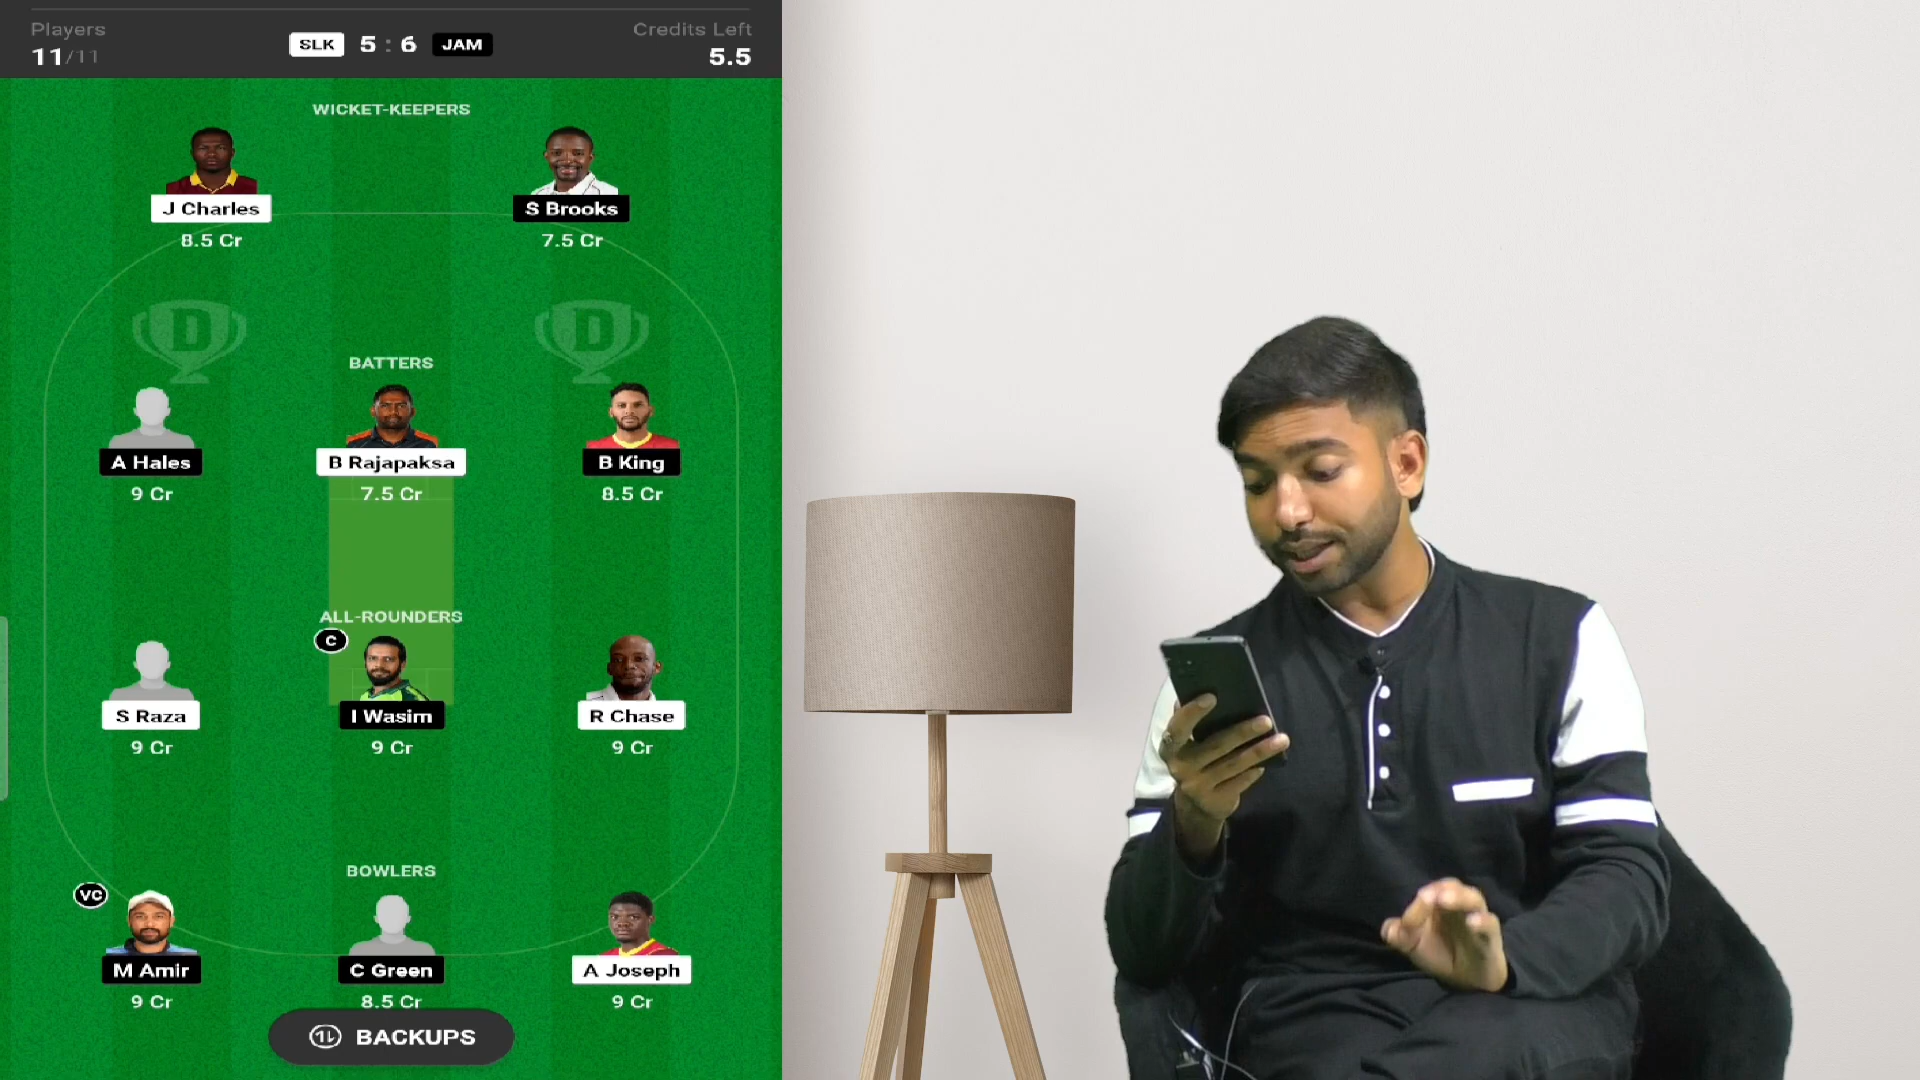 Players
11/11
SLK 5 : 6 JAM
Credits Left
5.5
WICKET-KEEPERS
J Charles
8.5 Cr
S Brooks
7.5 Cr
D
D
BATTERS
A Hales
9 Cr
B Rajapaksa
7.5 Cr
B King
8.5 Cr
ALL-ROUNDERS
C
S Raza
9 Cr
I Wasim
9 Cr
R Chase
9 Cr
BOWLERS
VC
M Amir
9 Cr
C Green
8.5 Cr
A Joseph
9 Cr
BACKUPS